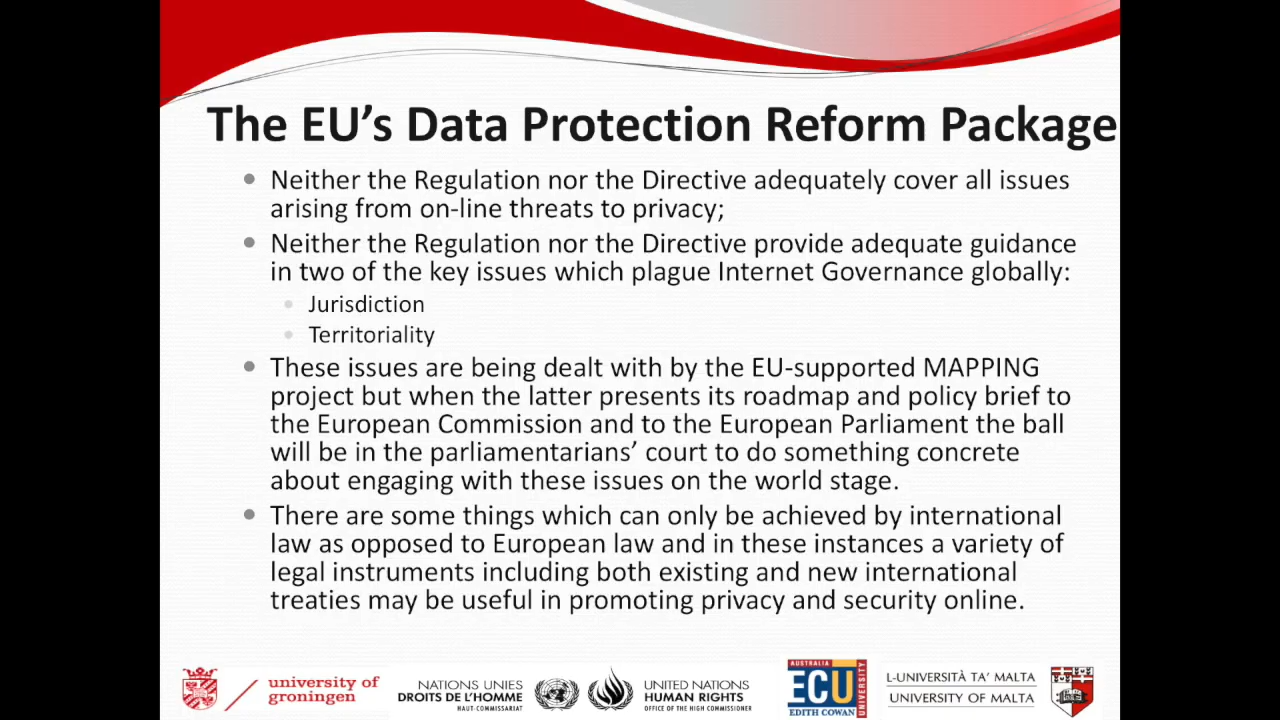 The EU’s Data Protection Reform Package
Neither the Regulation nor the Directive adequately cover all issues
arising from on-line threats to privacy;
Neither the Regulation nor the Directive provide adequate guidance
in two of the key issues which plague Internet Governance globally:
Jurisdiction
Territoriality
These issues are being dealt with by the EU-supported MAPPING
project but when the latter presents its roadmap and policy brief to
the European Commission and to the European Parliament the ball
will be in the parliamentarians’ court to do something concrete
about engaging with these issues on the world stage.
There are some things which can only be achieved by international
law as opposed to European law and in these instances a variety of
legal instruments including both existing and new international
treaties may be useful in promoting privacy and security online.
university of
groningen
NATIONS UNIES
DROITS DE L’HOMME
HAUT-COMMISSARIAT
UNITED NATIONS
HUMAN RIGHTS
OFFICE OF THE HIGH COMMISSIONER
AUSTRALIA
ECU
EDITH COWAN
UNIVERSITY
L-UNIVERSITÀ TA’ MALTA
UNIVERSITY OF MALTA